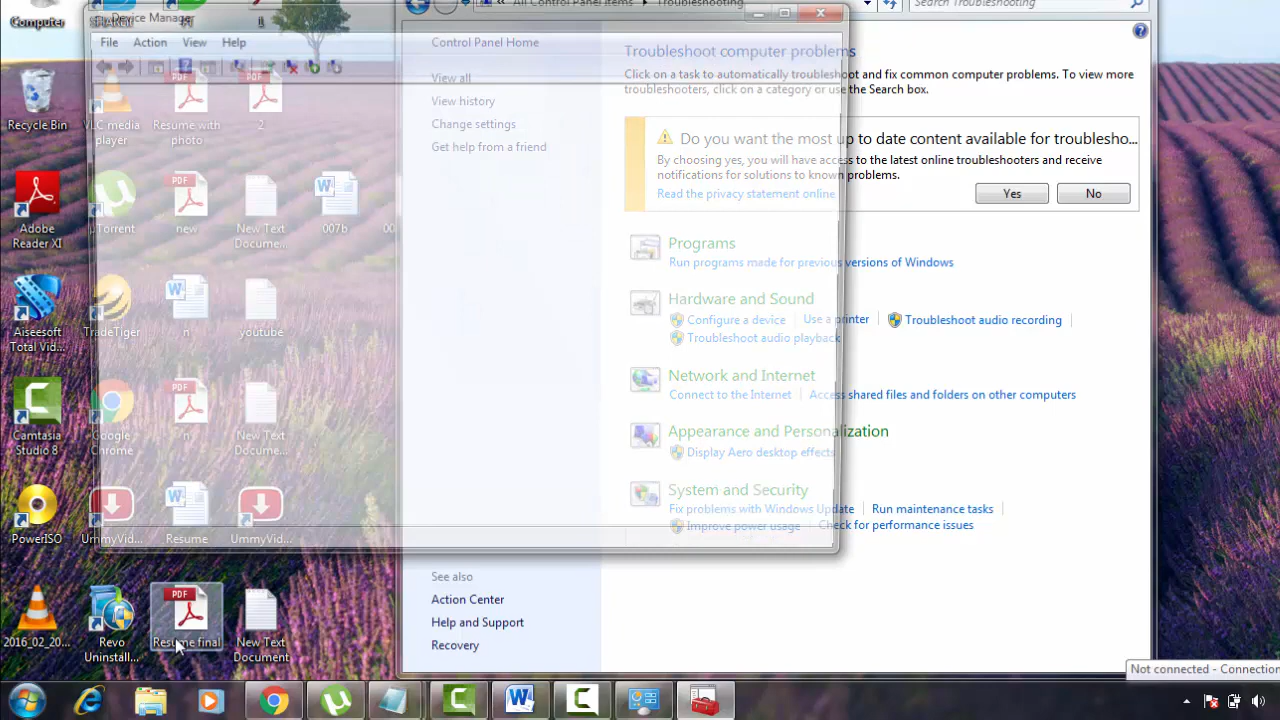 Computer
1
All Control Panel Items
Troubleshooting
Search Troubleshooting
Device Manager
File Action View Help
Control Panel Home
View all
View history
Change settings
Get help from a friend
Troubleshoot computer problems
Click on a task to automatically troubleshoot and fix common computer problems. To view more
troubleshooters, click on a category or use the Search box.
Do you want the most up to date content available for troublesho...
By choosing yes, you will have access to the latest online troubleshooters and receive
notifications for solutions to known problems.
Read the privacy statement online
Yes No
Programs
Run programs made for previous versions of Windows
Hardware and Sound
Configure a device Use a printer Troubleshoot audio recording
Troubleshoot audio playback
Network and Internet
Connect to the Internet Access shared files and folders on other computers
Appearance and Personalization
Display Aero desktop effects
System and Security
Fix problems with Windows Update Run maintenance tasks
Improve power usage Check for performance issues
See also
Action Center
Help and Support
Recovery
Recycle Bin
VLC media
player
PDF
Resume with
photo
PDF
2
Adobe
Reader XI
µTorrent
PDF
new
New Text
Docume...
007b
Aiseesoft
Total Vid...
TradeTiger
n
youtube
Camtasia
Studio 8
Google
Chrome
PDF
n
New Text
Docume...
PowerISO
UmmyVid...
Resume
UmmyVid...
2016_02_20...
Revo
Uninstall...
PDF
Resume final
New Text
Document
Not connected - Connection